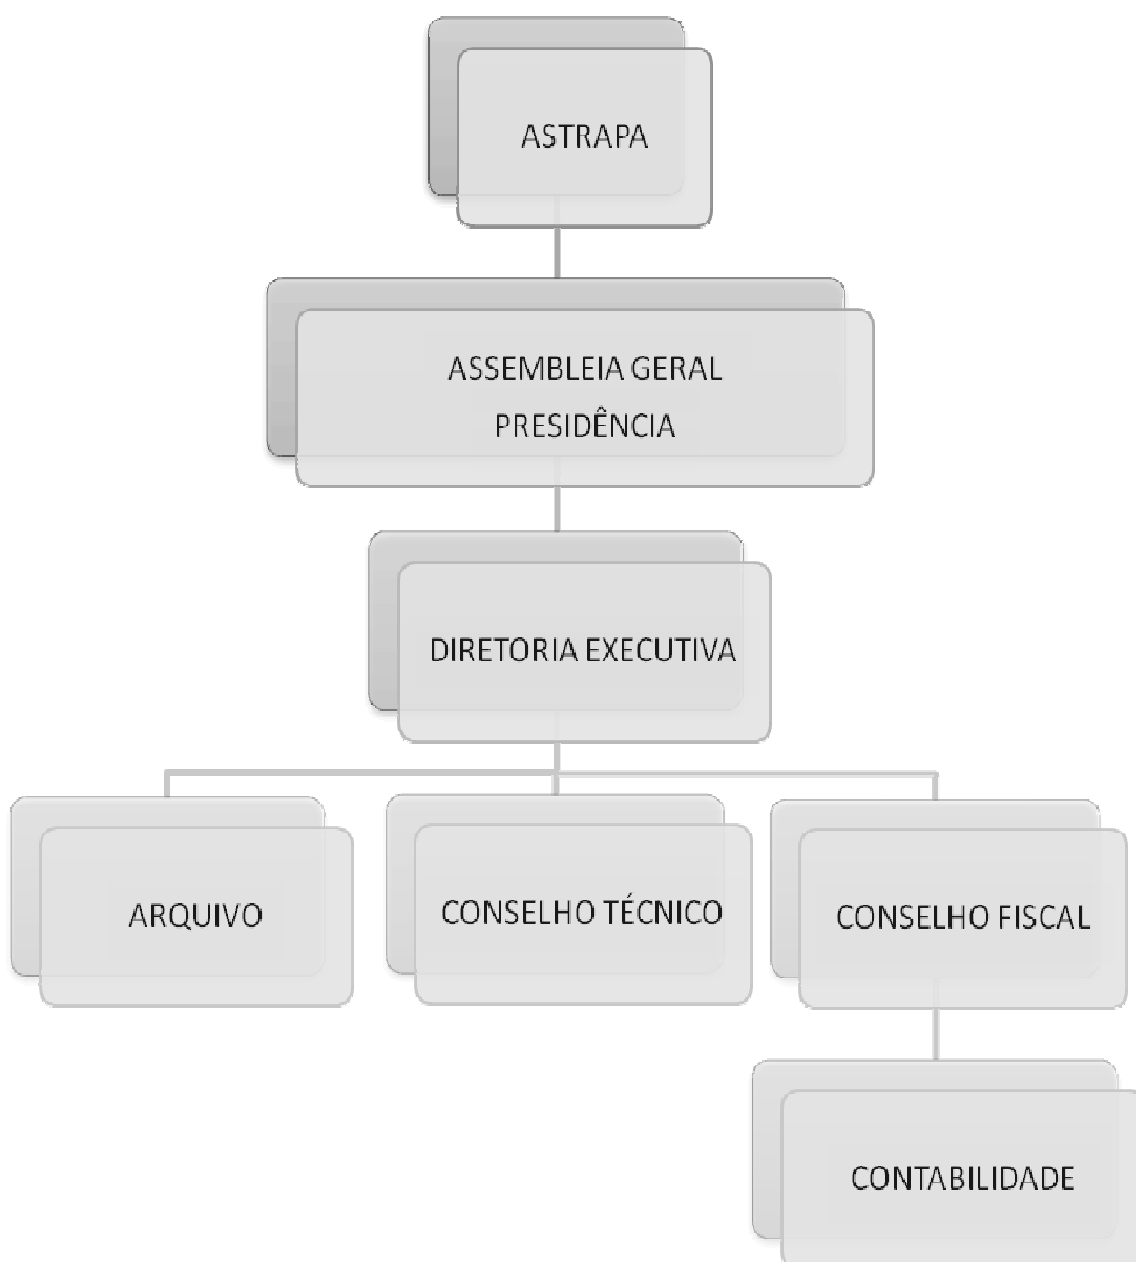 ASTRAPA
ASSEMBLEIA GERAL
PRESIDÊNCIA
DIRETORIA EXECUTIVA
ARQUIVO
CONSELHO TÉCNICO
CONSELHO FISCAL
CONTABILIDADE